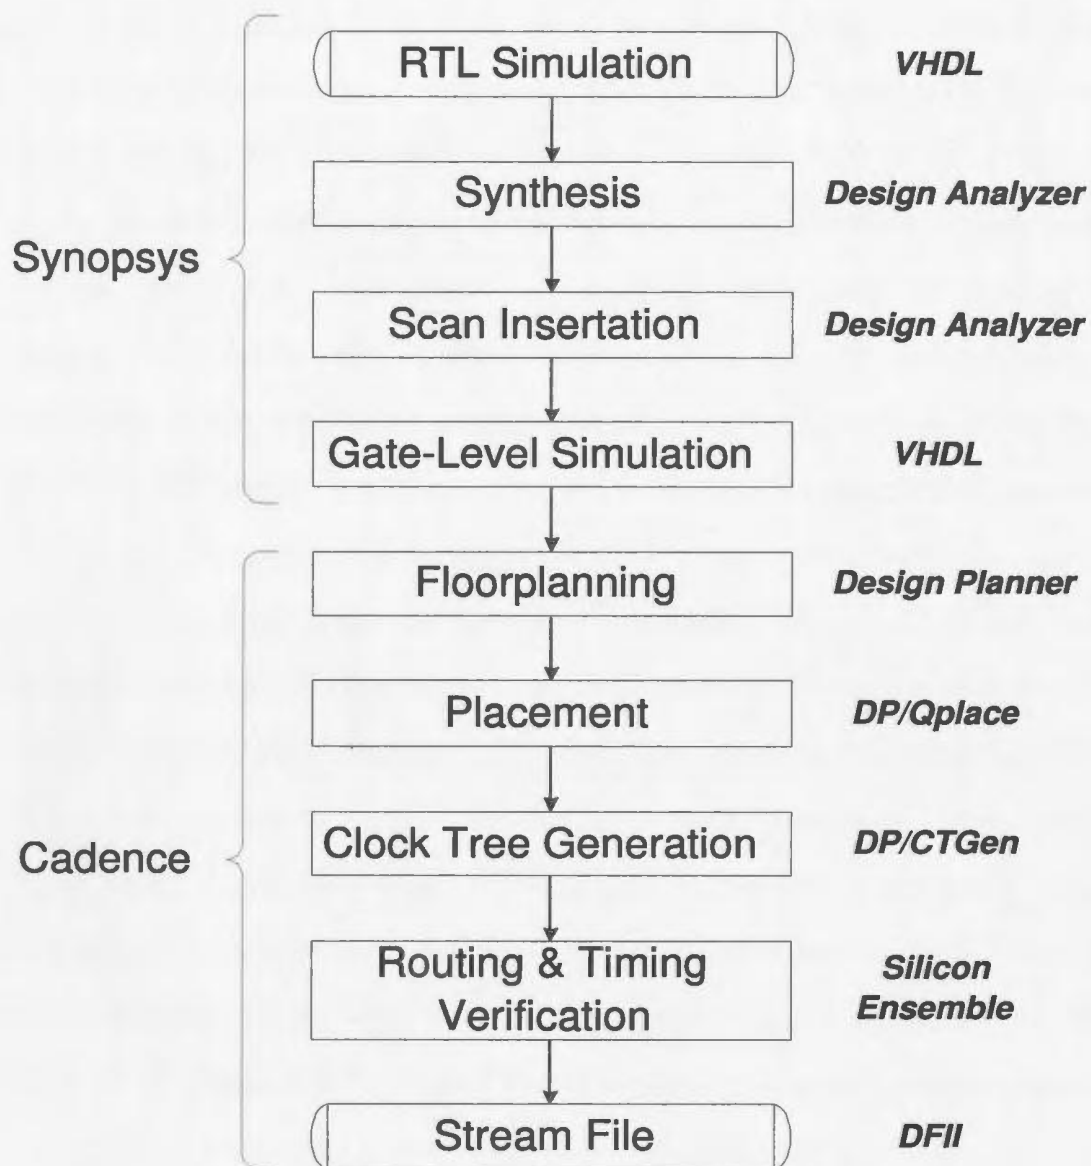 RTL Simulation
VHDL
Synthesis
Design Analyzer
Synopsys
Scan Insertation
Design Analyzer
Gate-Level Simulation
VHDL
Floorplanning
Design Planner
Placement
DP/Qplace
Cadence
Clock Tree Generation
DP/CTGen
Routing & Timing
Verification
Silicon
Ensemble
Stream File
DFII